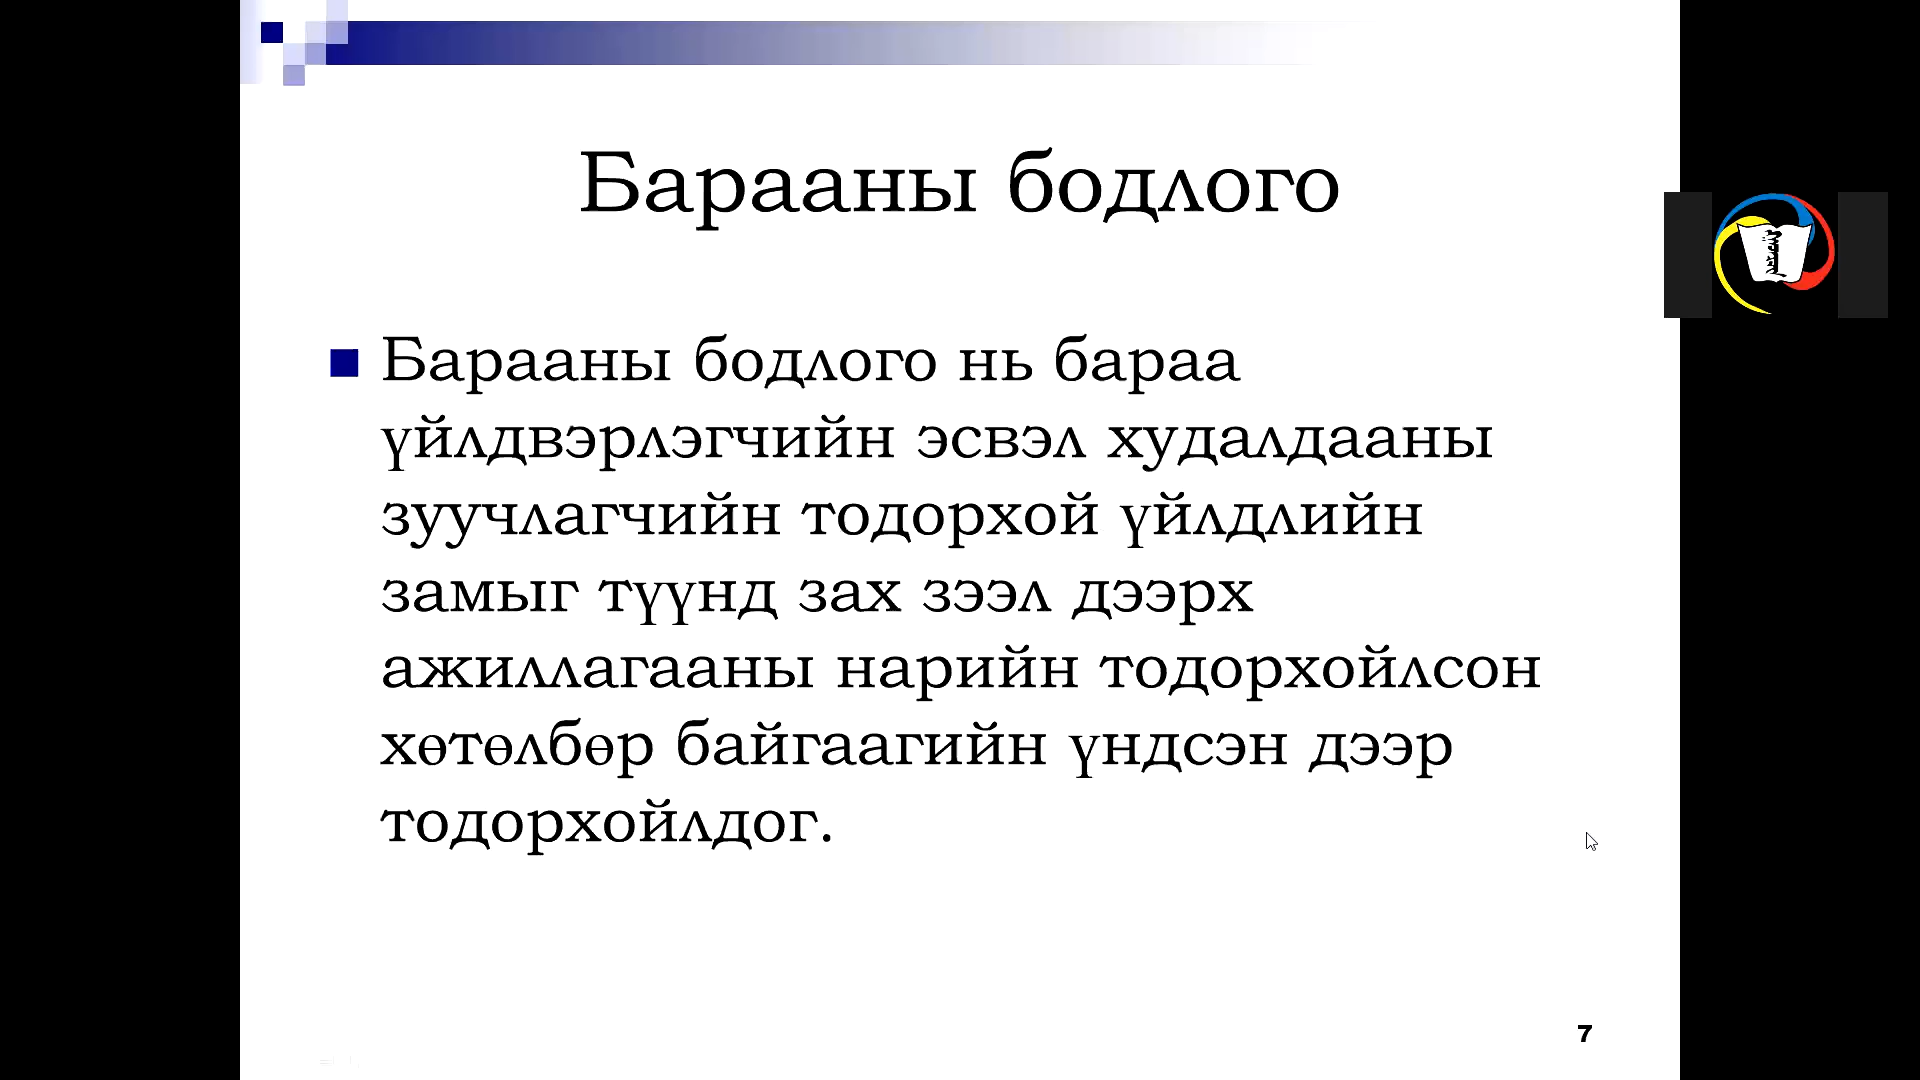 Барааны бодлого
Барааны бодлого нь бараа
үйлдвэрлэгчийн эсвэл худалдааны
зуучлагчийн тодорхой үйлдлийн
замыг түүнд зах зээл дээрх
ажиллагааны нарийн тодорхойлсон
хөтөлбөр байгаагийн үндсэн дээр
тодорхойлдог.
7